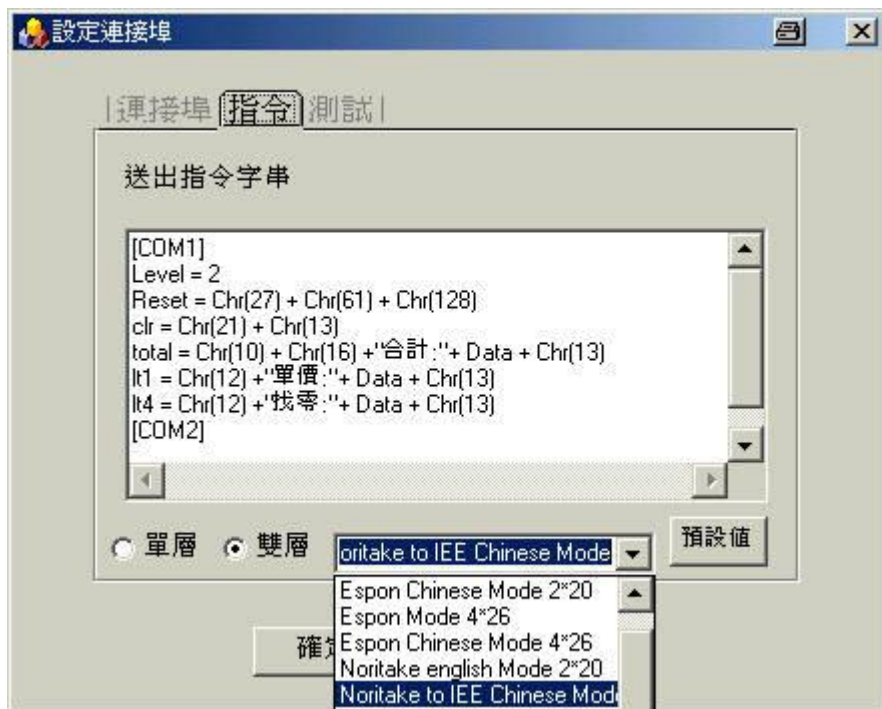 設定連接埠
連接埠 指令 測試
送出指令字串
[COM1]
Level = 2
Reset = Chr(27) + Chr(61) + Chr(128)
clr = Chr(21) + Chr(13)
total = Chr(10) + Chr(16) +"合計:"+ Data + Chr(13)
lt1 = Chr(12) +"單價:"+ Data + Chr(13)
lt4 = Chr(12) +"找零:"+ Data + Chr(13)
[COM2]
單層 雙層 oritake to IEE Chinese Mode 預設值
Espon Chinese Mode 2*20
Espon Mode 4*26
Espon Chinese Mode 4*26
Noritake english Mode 2*20
Noritake to IEE Chinese Mod
確定